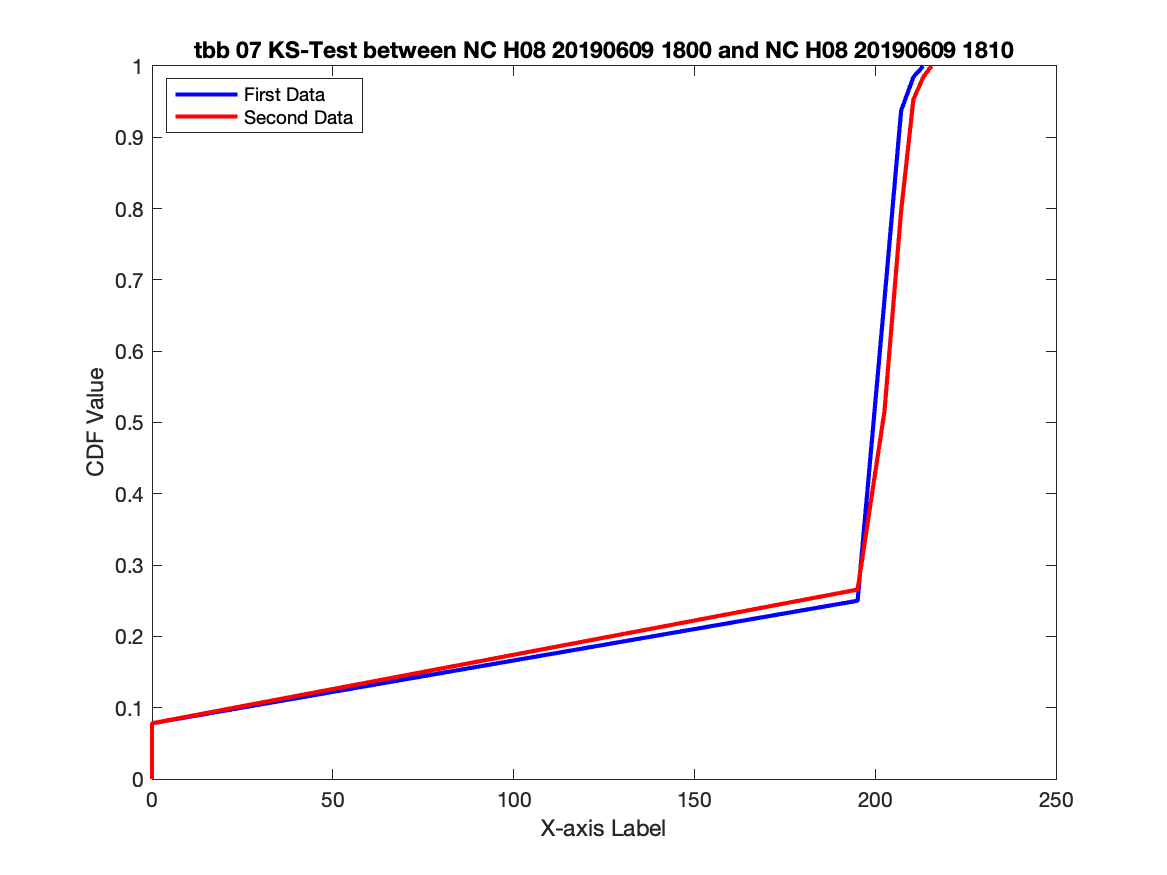 tbb 07 KS-Test between NC H08 20190609 1800 and NC H08 20190609 1810
First Data
Second Data
CDF Value
1
0.9
0.8
0.7
0.6
0.5
0.4
0.3
0.2
0.1
0
0 50 100 150 200 250
X-axis Label